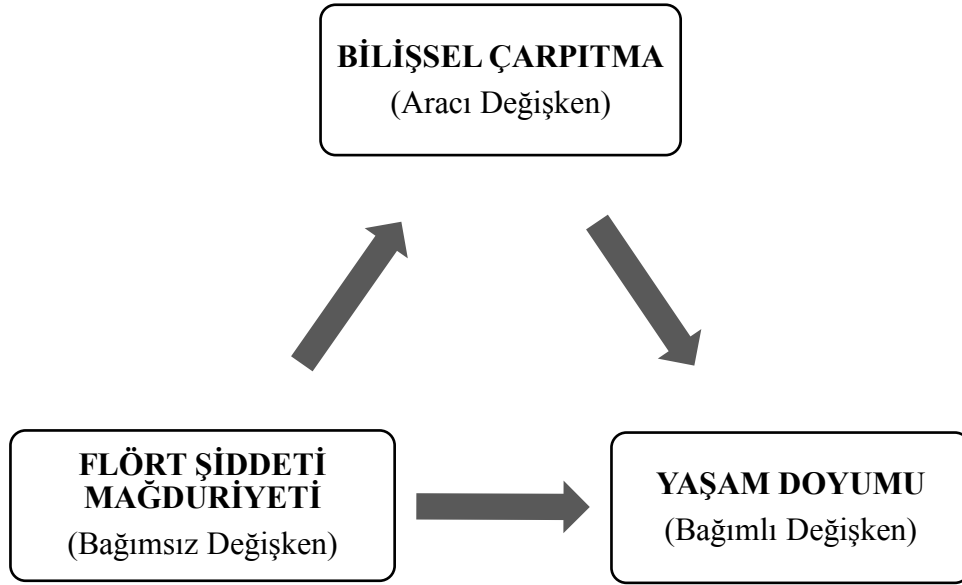 BİLİŞSEL ÇARPITMA
(Aracı Değişken)
FLÖRT ŞİDDETİ
MAĞDURİYETİ
(Bağımsız Değişken)
YAŞAM DOYUMU
(Bağımlı Değişken)